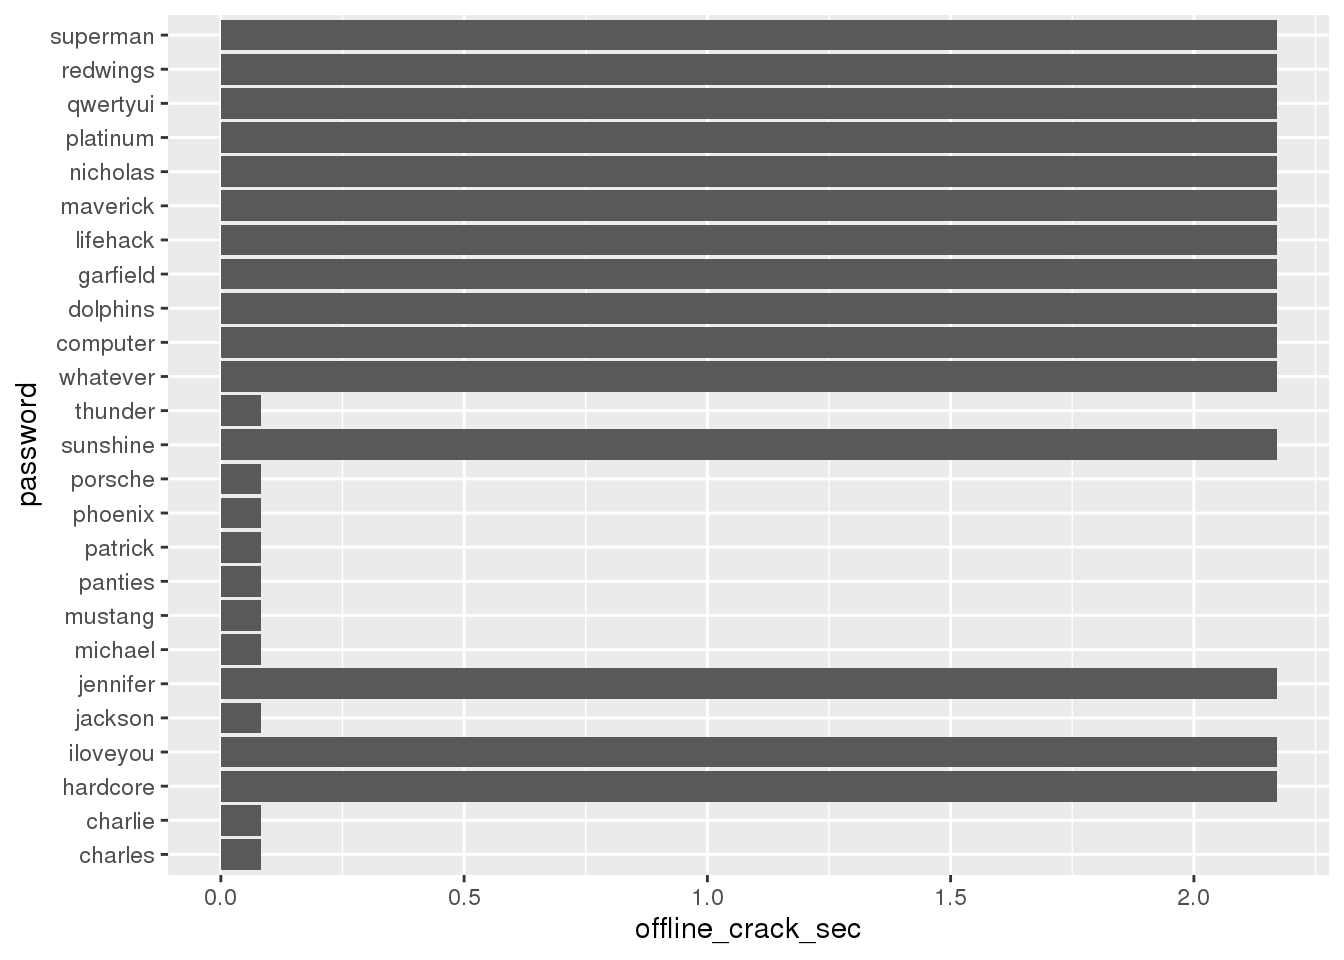 superman
redwings
qwertyui
platinum
nicholas
maverick
lifehack
garfield
dolphins
computer
whatever
thunder
sunshine
porsche
phoenix
patrick
panties
mustang
michael
jennifer
jackson
iloveyou
hardcore
charlie
charles
password
0.0 0.5 1.0 1.5 2.0
offline_crack_sec